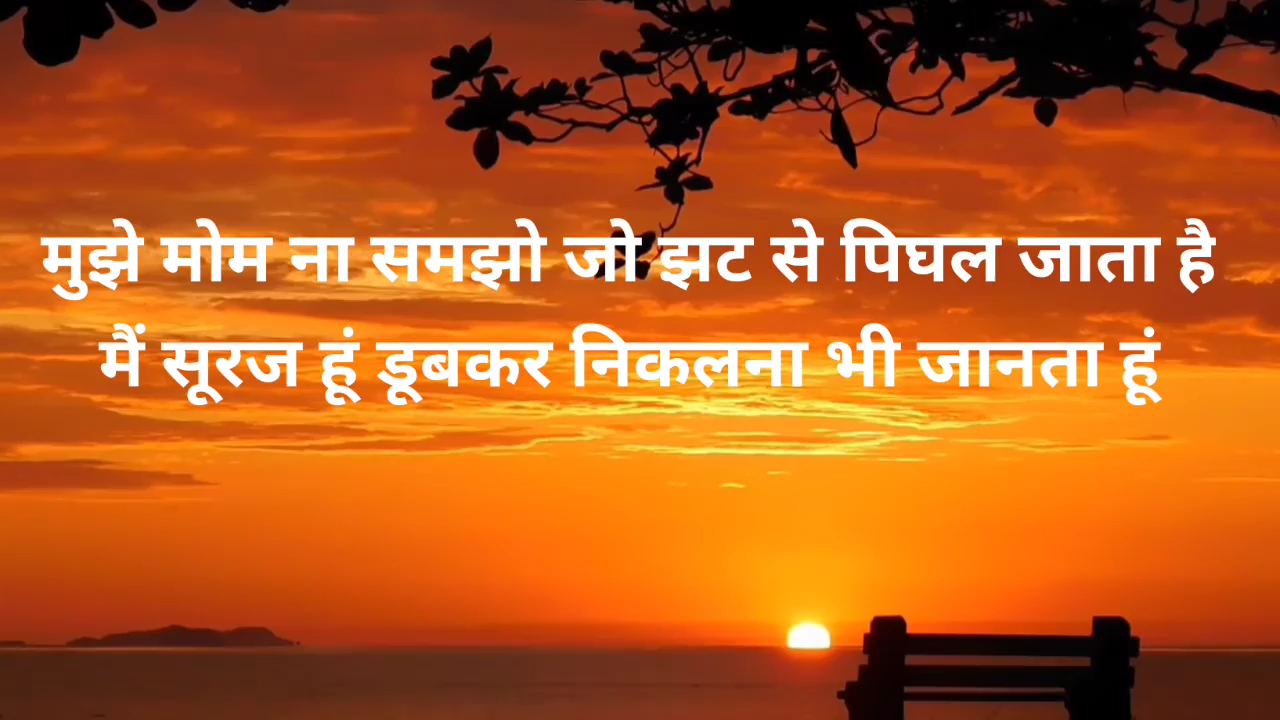 मुझे मोम ना समझो जो झट से पिघल जाता है
मैं सूरज हूं डूबकर निकलना भी जानता हूं